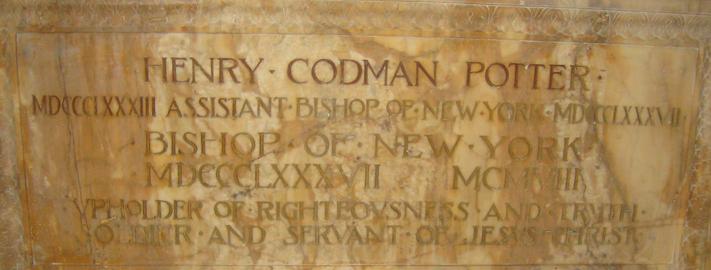 HENRY · CODMAN POTTER ·
MDCCCLXXXIII ASSISTANT · BISHOP · OF · NEW · YORK · MDCCCLXXXVII ·
· BISHOP · OF · NEW · YORK
MDCCCLXXXVII MCMVIII
VPHOLDER OF · RIGHTEOVSNESS · AND · TRVTH ·
SOLDIER · AND SERVANT · OF · JESVS · CHRIST